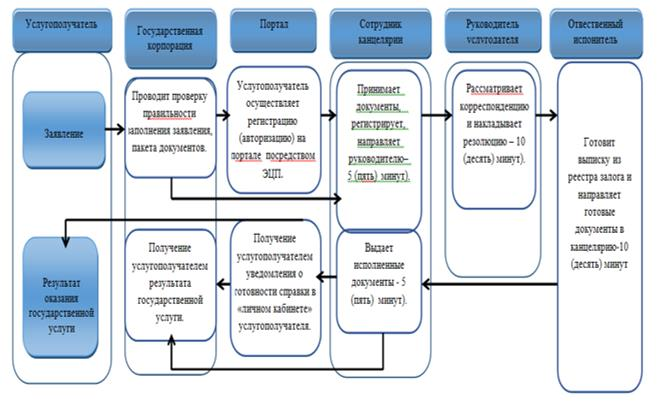 Услугополучатель
Государственная
корпорация
Портал
Сотрудник
канцелярии
Руководитель
услугодателя
Отвественный
испонитель
Заявление
Проводит проверку
правильности
заполнения заявления,
пакета документов.
Услугополучатель
осуществляет
регистрацию
(авторизацию) на
портале посредством
ЭЦП.
Принимает
документы,
регистрирует,
направляет
руководителю–
5 (пять) минут).
Рассматривает
корреспонденцию
и накладывает
резолюцию – 10
(десять) минут).
Готовит
выписку из
реестра залога и
направляет
готовые
документы в
канцелярию-10
(десять) минут
Результат
оказания
государственной
услуги
Получение
услугополучателем
результата
государственной
услуги.
Получение
услугополучателем
уведомления о
готовности справки в
«личном кабинете»
услугополучателя.
Выдает
исполненные
документы - 5
(пять) минут).